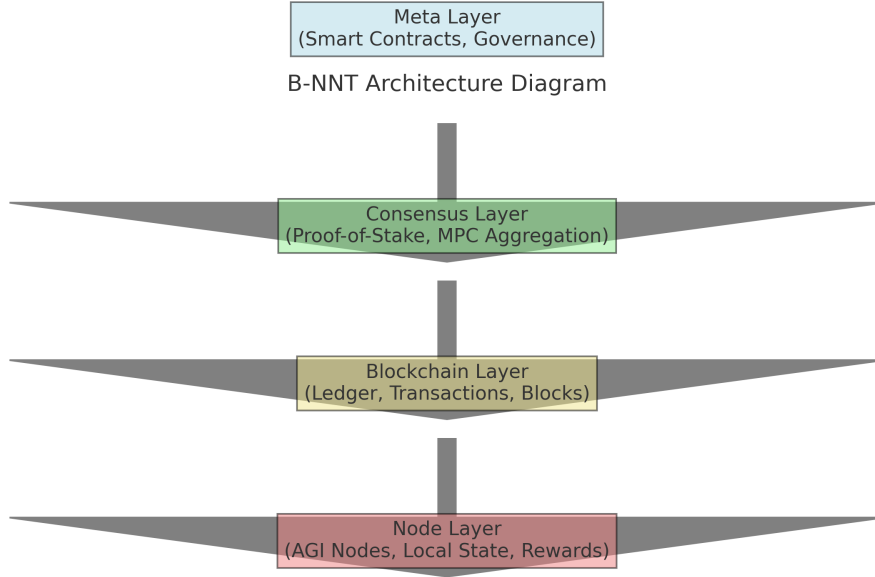 Meta Layer
(Smart Contracts, Governance)
B-NNT Architecture Diagram
Consensus Layer
(Proof-of-Stake, MPC Aggregation)
Blockchain Layer
(Ledger, Transactions, Blocks)
Node Layer
(AGI Nodes, Local State, Rewards)